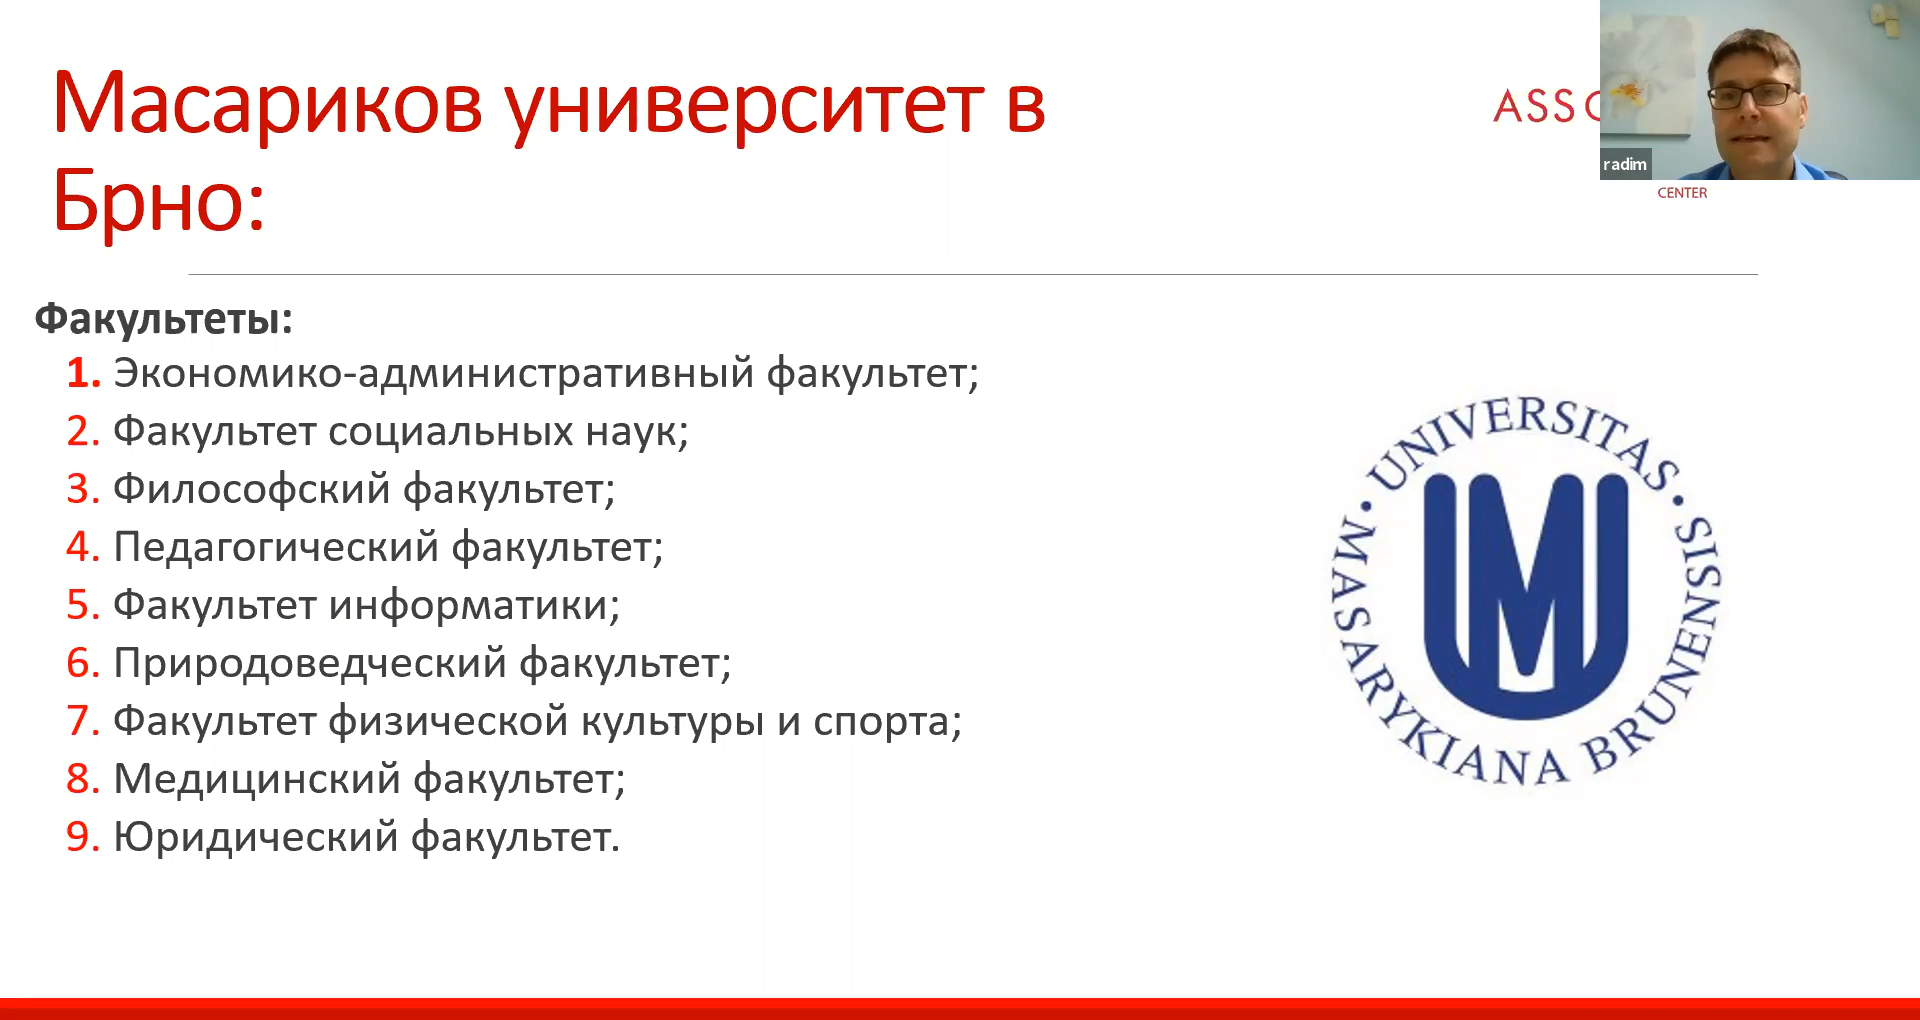 Масариков университет в
Брно:
ASSO
radim
CENTER
Факультеты:
1. Экономико-административный факультет;
2. Факультет социальных наук;
3. Философский факультет;
4. Педагогический факультет;
5. Факультет информатики;
6. Природоведческий факультет;
7. Факультет физической культуры и спорта;
8. Медицинский факультет;
9. Юридический факультет.
UNIVERSITAS • MASARYKIANA BRUNENSIS •
MU